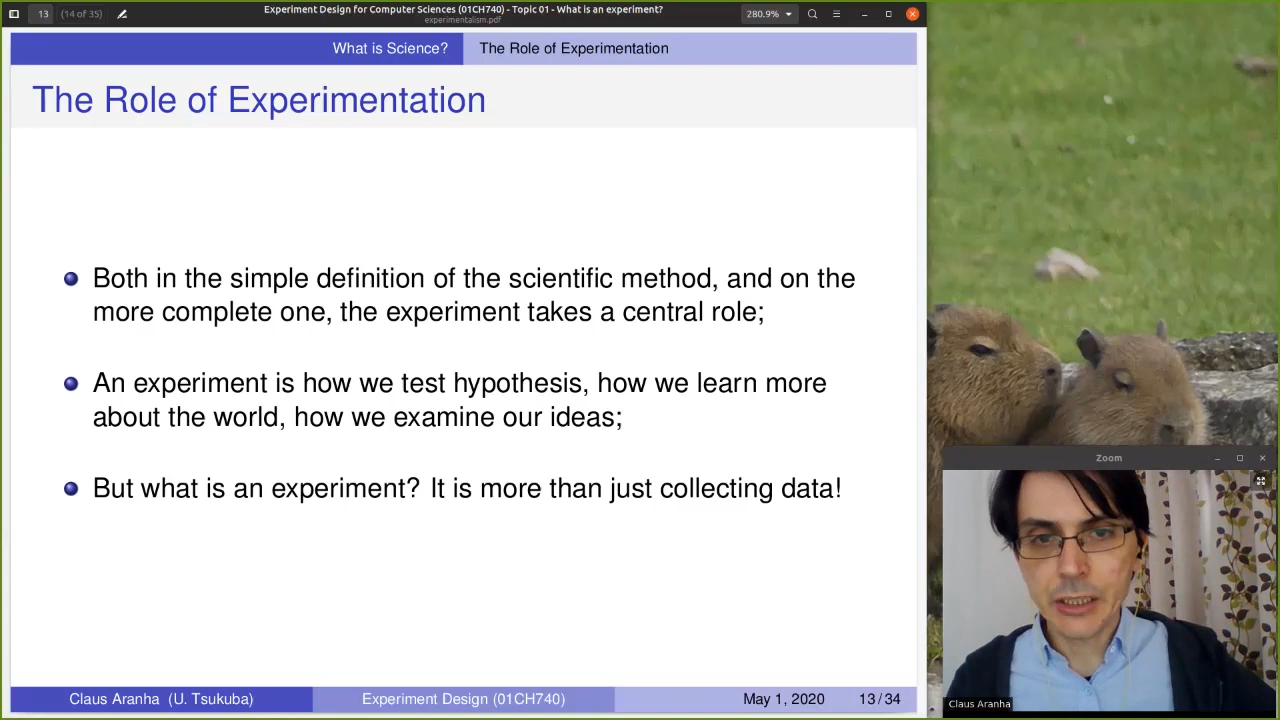 13 (14 of 35) Experiment Design for Computer Sciences (01CH740) - Topic 01 - What is an experiment? 280.9%
experimentalism.pdf
What is Science? The Role of Experimentation
The Role of Experimentation
Both in the simple definition of the scientific method, and on the
more complete one, the experiment takes a central role;
An experiment is how we test hypothesis, how we learn more
about the world, how we examine our ideas;
But what is an experiment? It is more than just collecting data!
Claus Aranha (U. Tsukuba) Experiment Design (01CH740) May 1, 2020 13 / 34
Zoom
Claus Aranha